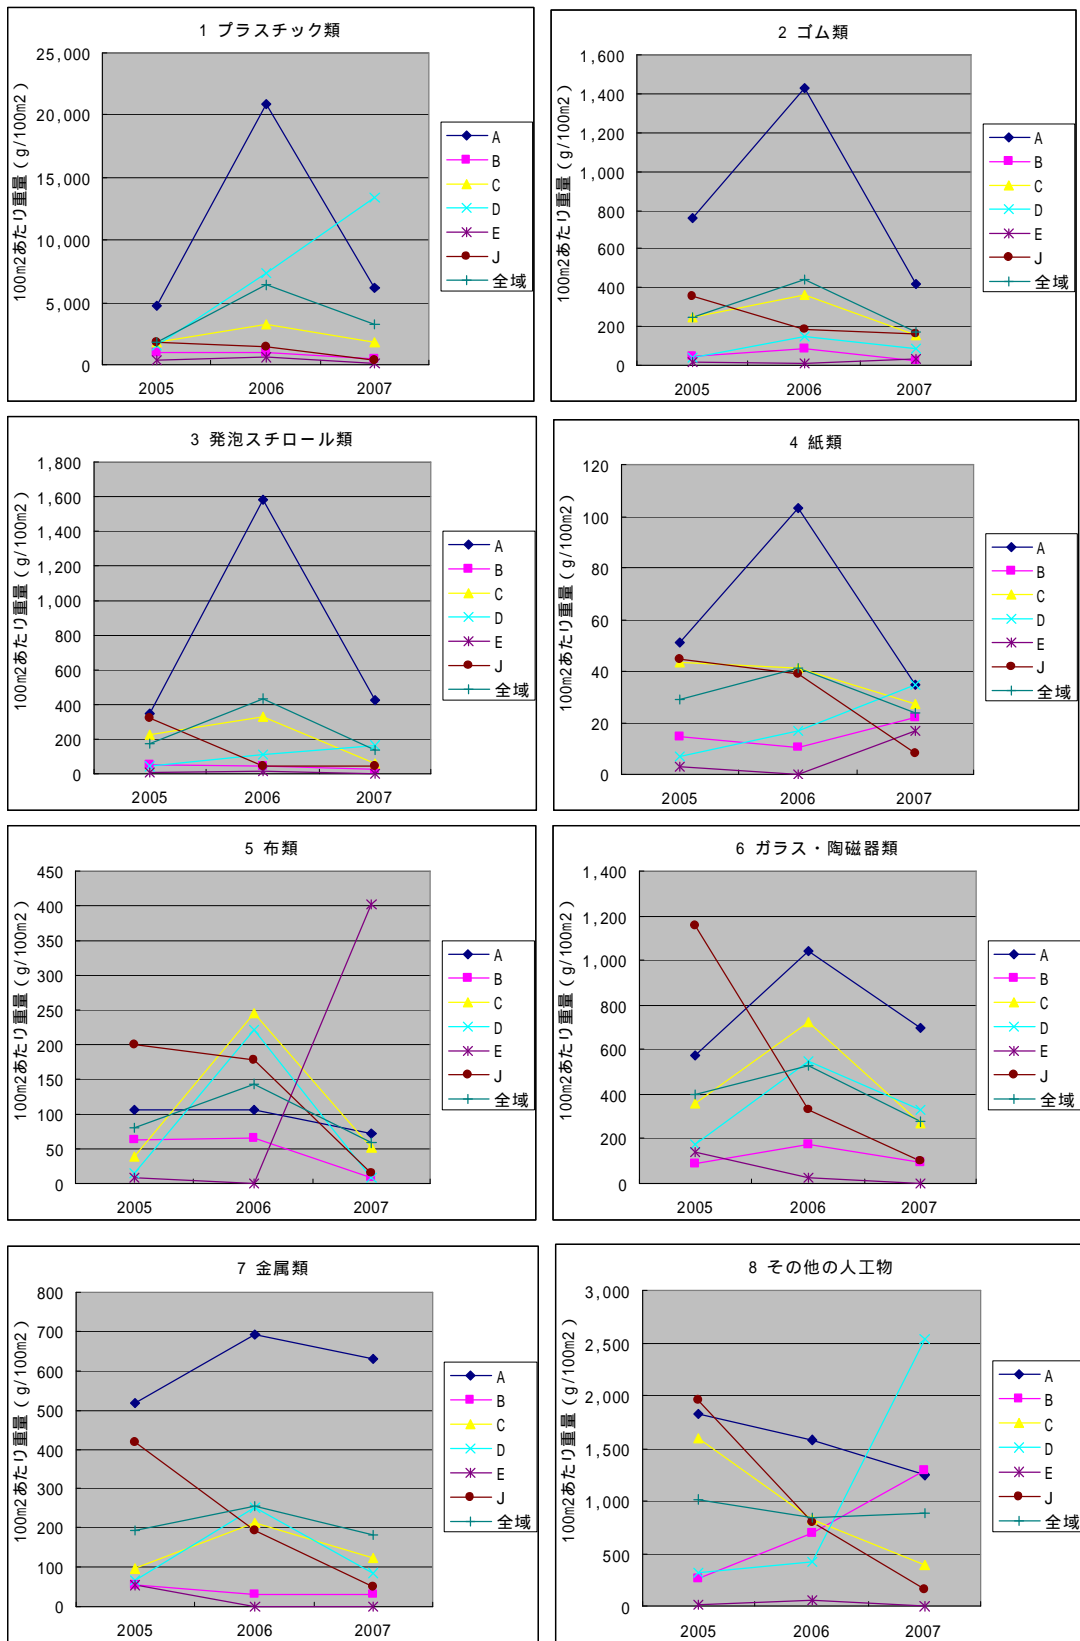 1 プラスチック類
100m2あたり重量（g/100m2）
25,000
20,000
15,000
10,000
5,000
0
2005 2006 2007
A
B
C
D
E
J
全域
2 ゴム類
100m2あたり重量（g/100m2）
1,600
1,400
1,200
1,000
800
600
400
200
0
2005 2006 2007
A
B
C
D
E
J
全域
3 発泡スチロール類
100m2あたり重量（g/100m2）
1,800
1,600
1,400
1,200
1,000
800
600
400
200
0
2005 2006 2007
A
B
C
D
E
J
全域
4 紙類
100m2あたり重量（g/100m2）
120
100
80
60
40
20
0
2005 2006 2007
A
B
C
D
E
J
全域
5 布類
100m2あたり重量（g/100m2）
450
400
350
300
250
200
150
100
50
0
2005 2006 2007
A
B
C
D
E
J
全域
6 ガラス・陶磁器類
100m2あたり重量（g/100m2）
1,400
1,200
1,000
800
600
400
200
0
2005 2006 2007
A
B
C
D
E
J
全域
7 金属類
100m2あたり重量（g/100m2）
800
700
600
500
400
300
200
100
0
2005 2006 2007
A
B
C
D
E
J
全域
8 その他の人工物
100m2あたり重量（g/100m2）
3,000
2,500
2,000
1,500
1,000
500
0
2005 2006 2007
A
B
C
D
E
J
全域